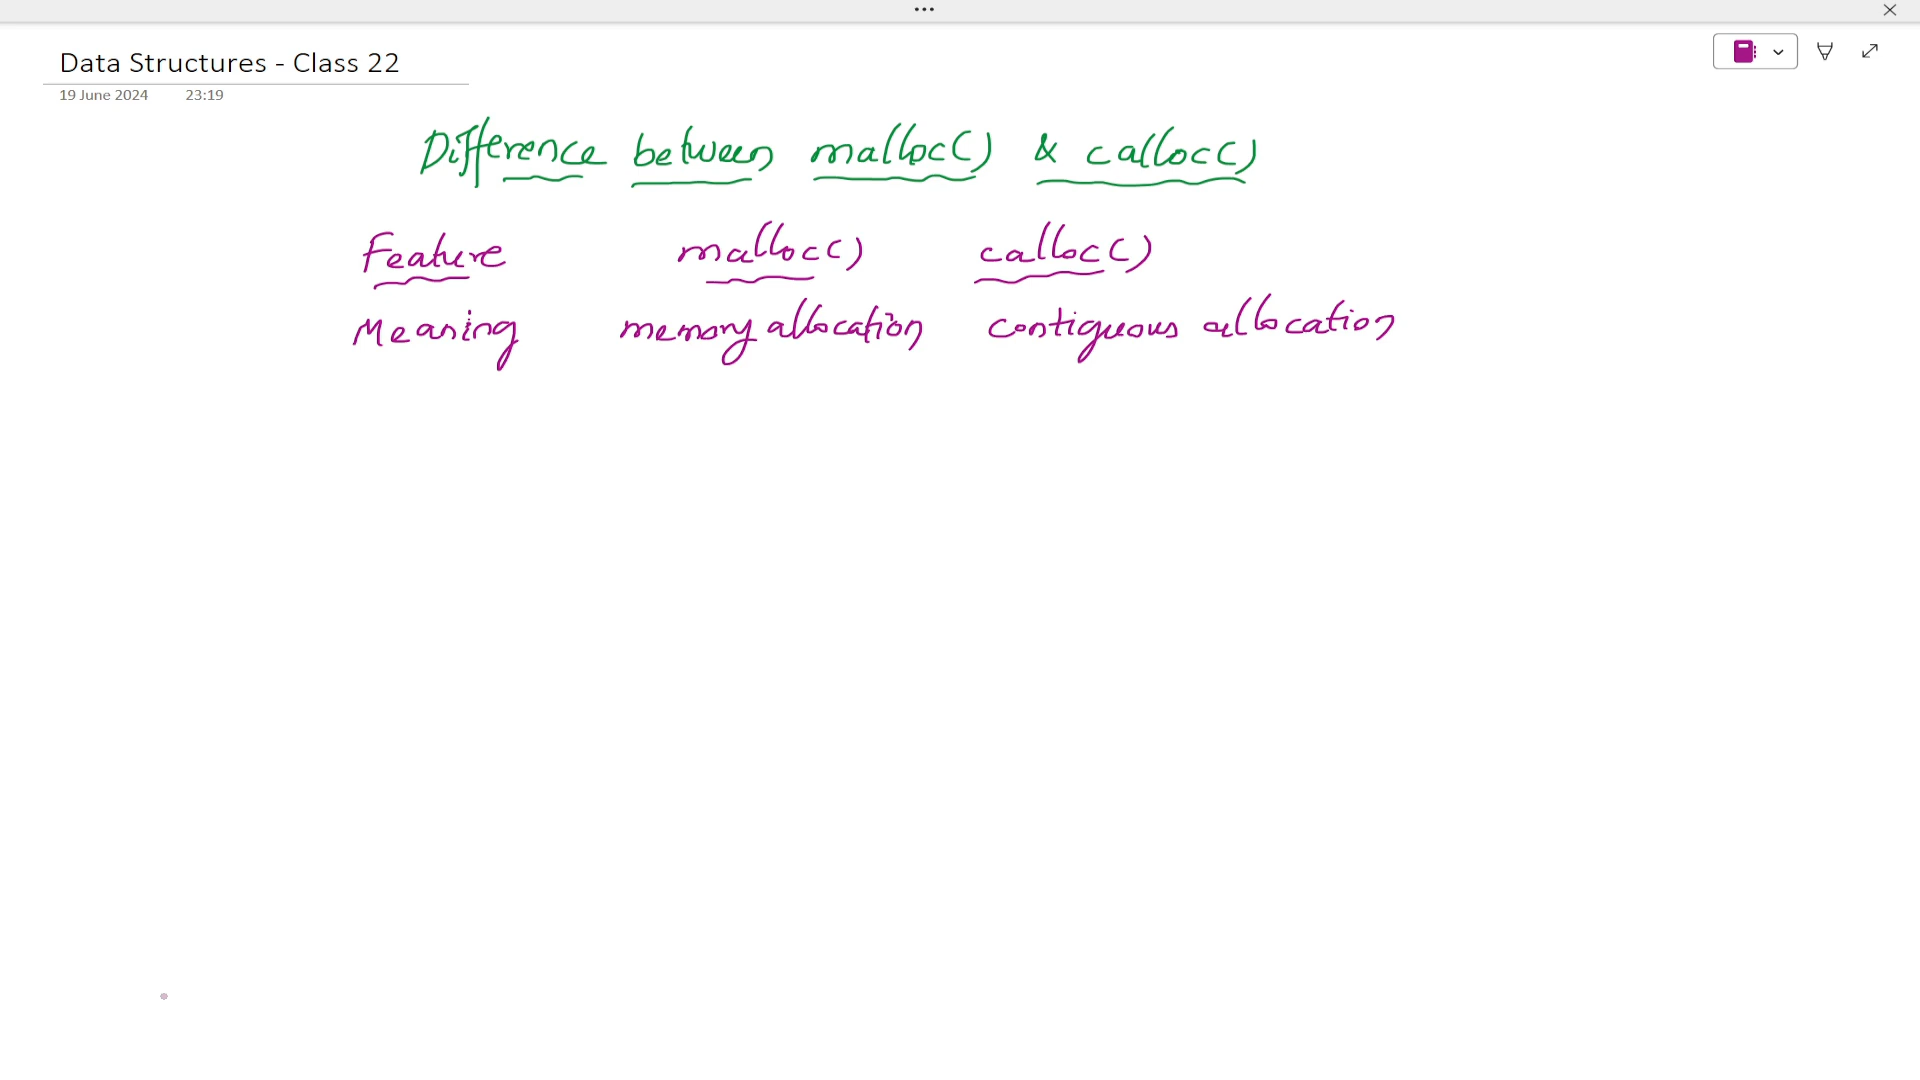 Data Structures - Class 22
19 June 2024 23:19
Difference between malloc() & calloc()
Feature malloc() calloc()
Meaning memory allocation contiguous allocation